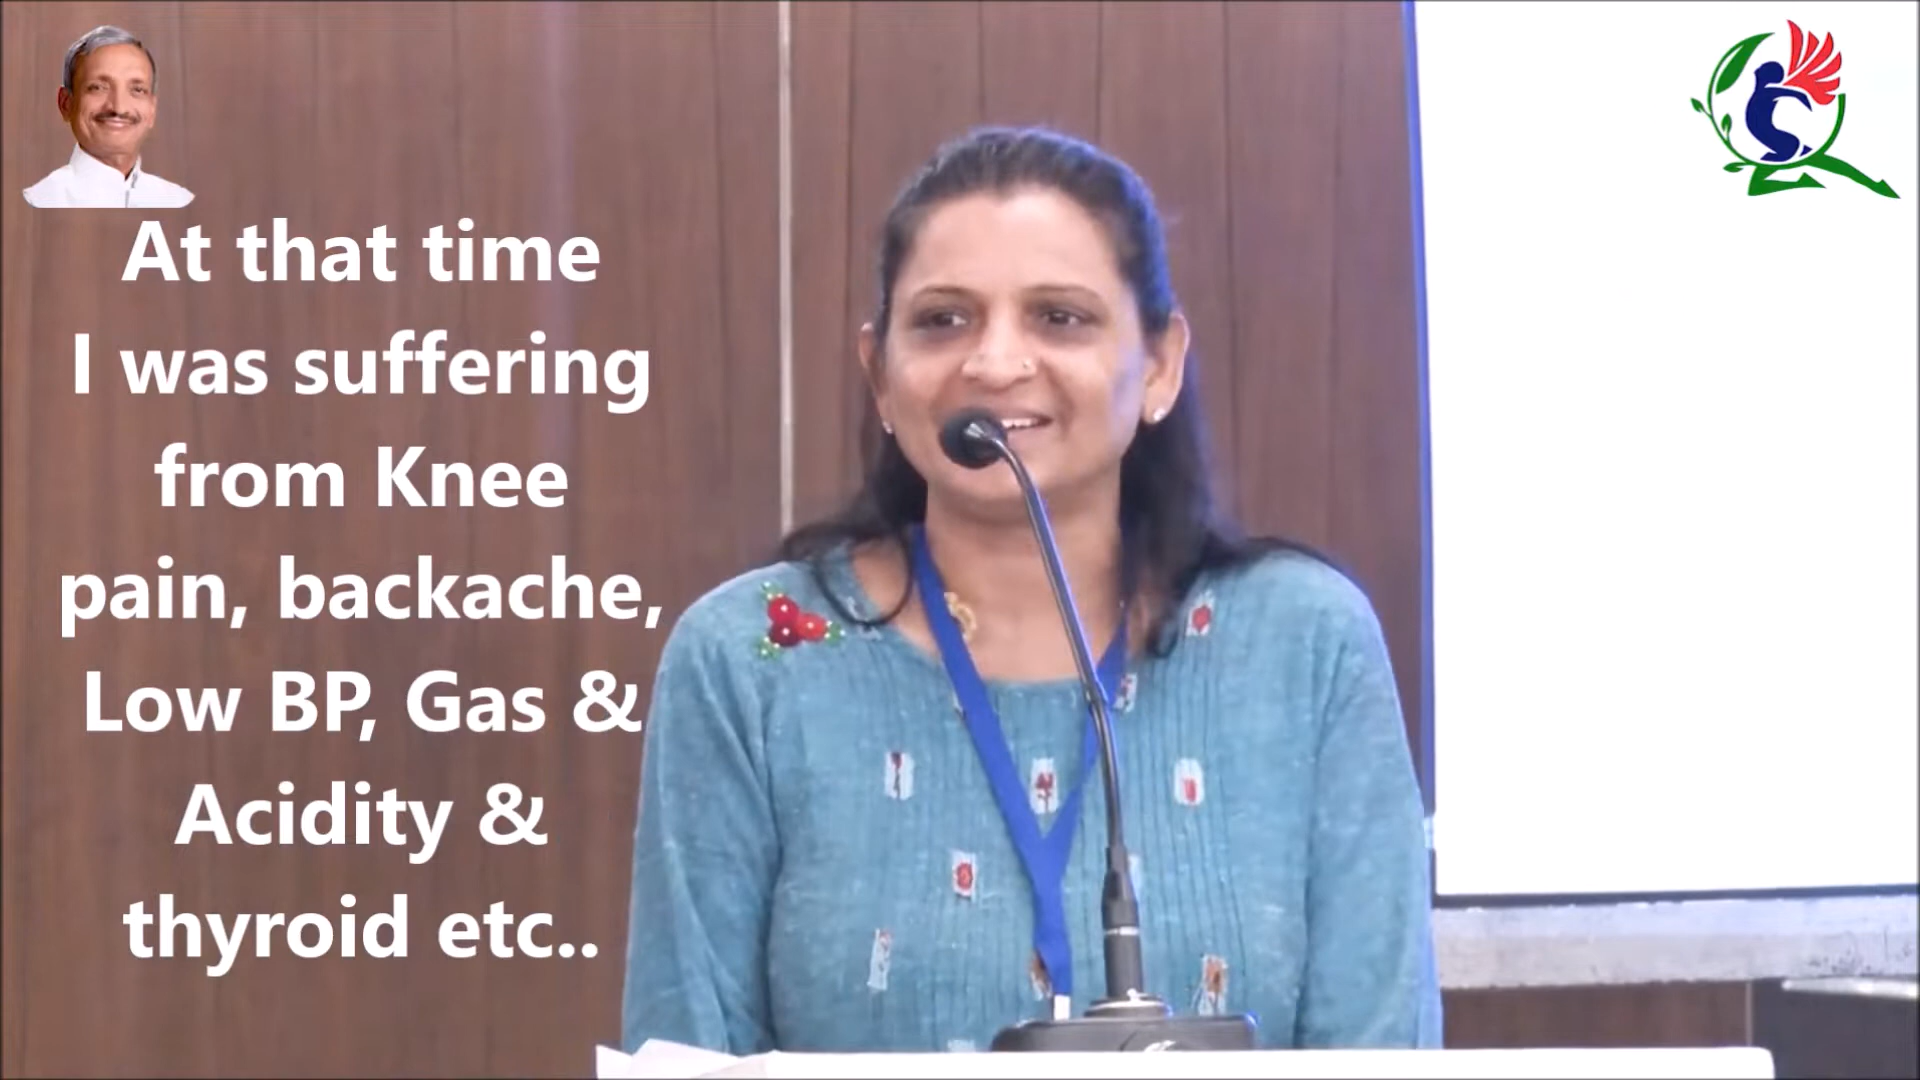 At that time
I was suffering
from Knee
pain, backache,
Low BP, Gas &
Acidity &
thyroid etc..